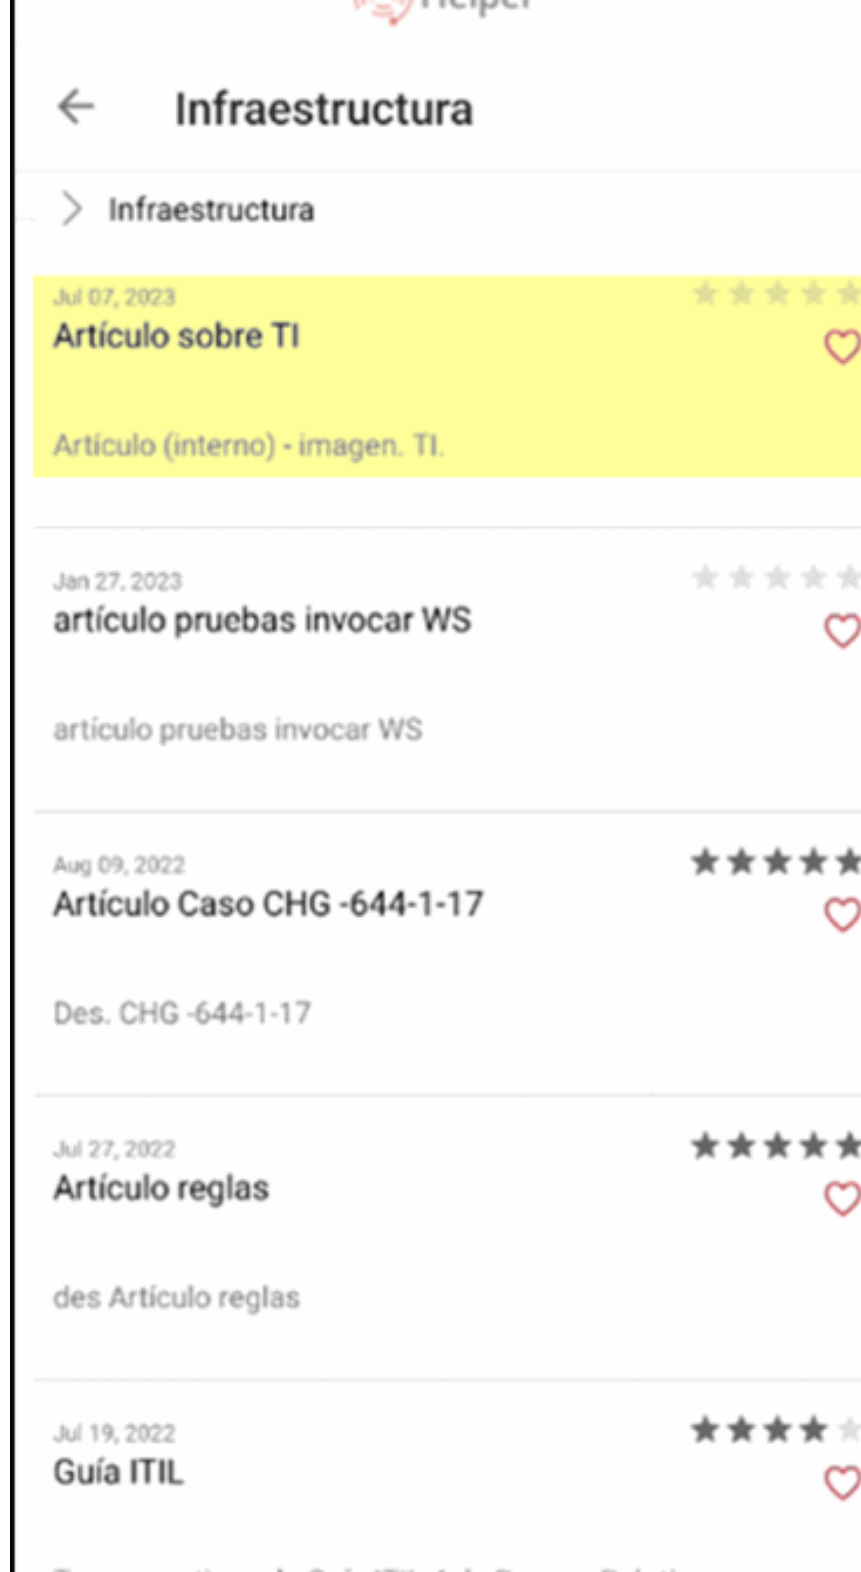 Helper
Infraestructura
Infraestructura
Jul 07, 2023
Artículo sobre TI
Artículo (interno) - imagen. TI.
Jan 27, 2023
artículo pruebas invocar WS
artículo pruebas invocar WS
Aug 09, 2022
Artículo Caso CHG -644-1-17
Des. CHG -644-1-17
Jul 27, 2022
Artículo reglas
des Artículo reglas
Jul 19, 2022
Guía ITIL